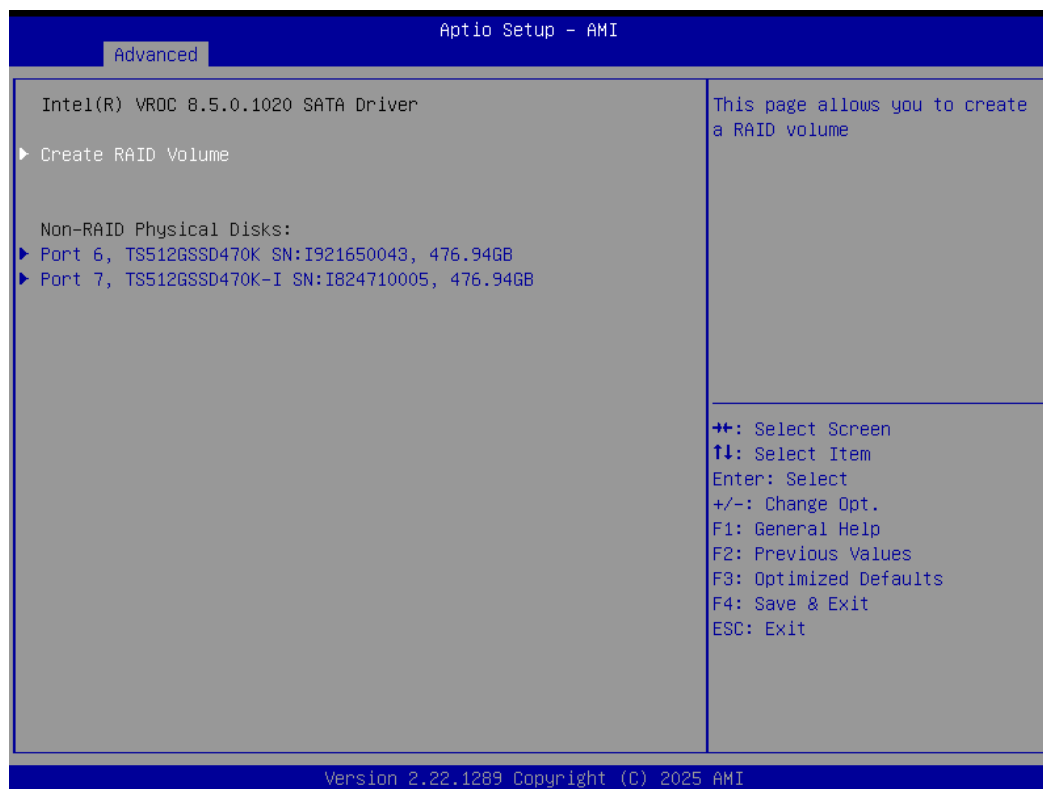 Aptio Setup – AMI
Advanced
Intel(R) VROC 8.5.0.1020 SATA Driver
Create RAID Volume
Non-RAID Physical Disks:
Port 6, TS512GSSD470K SN:I921650043, 476.94GB
Port 7, TS512GSSD470K-I SN:I824710005, 476.94GB
This page allows you to create
a RAID volume
→←: Select Screen
↑↓: Select Item
Enter: Select
+/-: Change Opt.
F1: General Help
F2: Previous Values
F3: Optimized Defaults
F4: Save & Exit
ESC: Exit
Version 2.22.1289 Copyright (C) 2025 AMI